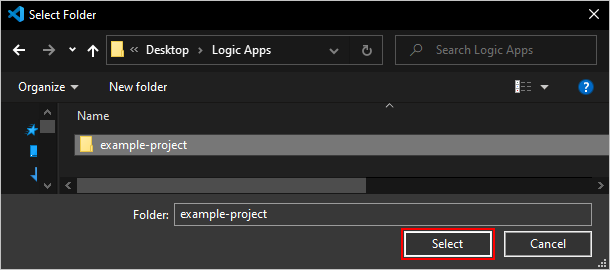 Select Folder
« Desktop > Logic Apps
Search Logic Apps
Organize
New folder
?
Name
example-project
Folder: example-project
Select
Cancel